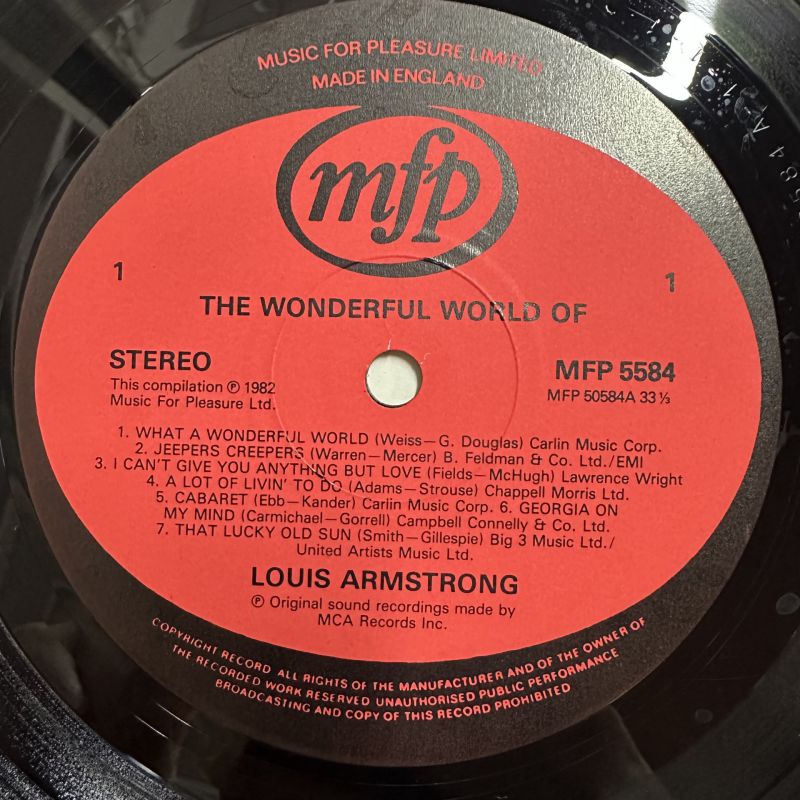 MUSIC FOR PLEASURE LIMITED
MADE IN ENGLAND
mfp
1 1
THE WONDERFUL WORLD OF
STEREO MFP 5584
This compilation ℗ 1982 MFP 50584A 33⅓
Music For Pleasure Ltd.
1. WHAT A WONDERFUL WORLD (Weiss—G. Douglas) Carlin Music Corp.
2. JEEPERS CREEPERS (Warren—Mercer) B. Feldman & Co. Ltd./EMI
3. I CAN'T GIVE YOU ANYTHING BUT LOVE (Fields—McHugh) Lawrence Wright
4. A LOT OF LIVIN' TO DO (Adams—Strouse) Chappell Morris Ltd.
5. CABARET (Ebb—Kander) Carlin Music Corp. 6. GEORGIA ON
MY MIND (Carmichael—Gorrell) Campbell Connelly & Co. Ltd.
7. THAT LUCKY OLD SUN (Smith—Gillespie) Big 3 Music Ltd./
United Artists Music Ltd.
LOUIS ARMSTRONG
℗ Original sound recordings made by
MCA Records Inc.
COPYRIGHT RECORD ALL RIGHTS OF THE MANUFACTURER AND OF THE OWNER OF
THE RECORDED WORK RESERVED UNAUTHORISED PUBLIC PERFORMANCE
BROADCASTING AND COPY OF THIS RECORD PROHIBITED